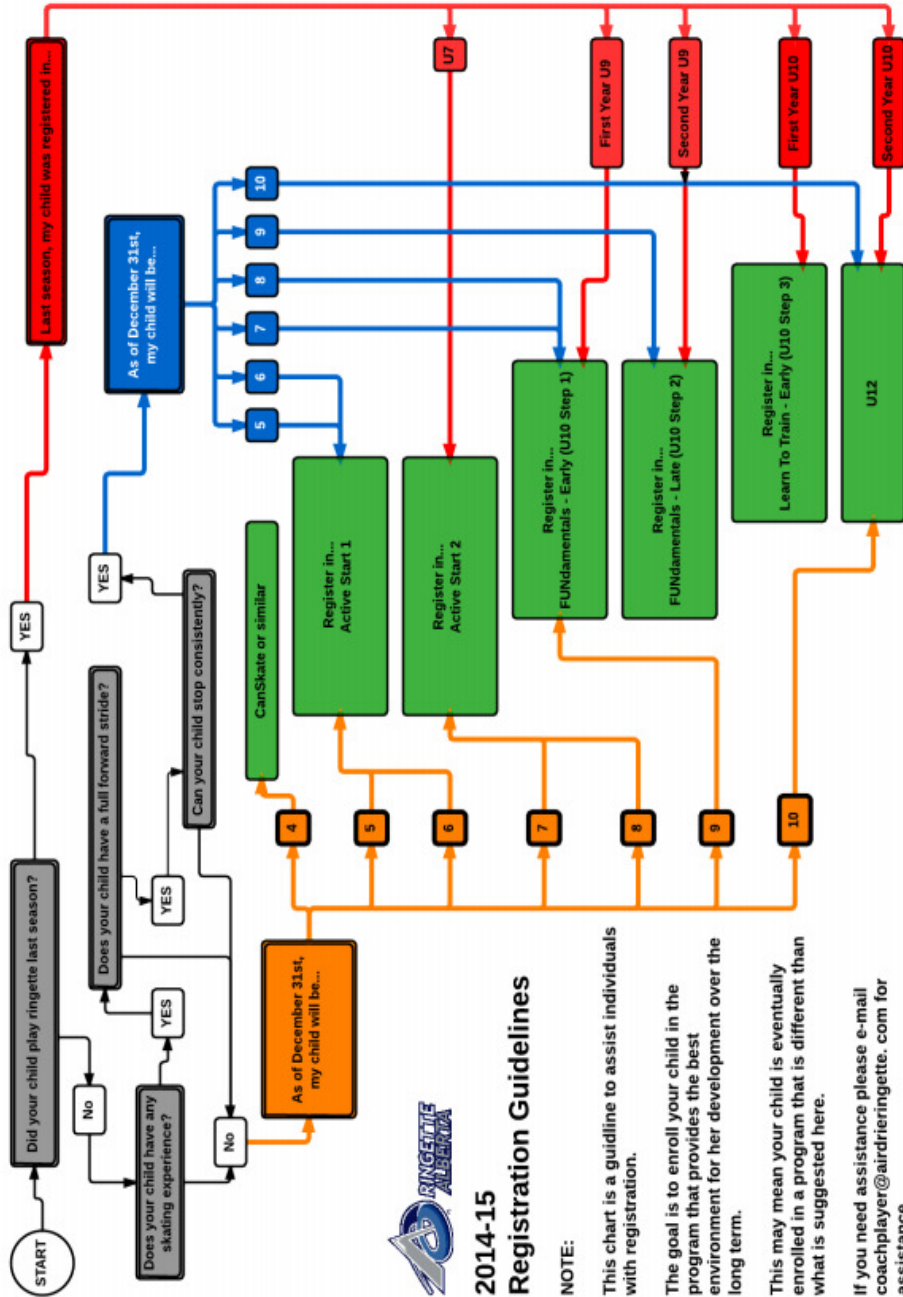 START
Did your child play ringette last season?
YES
Last season, my child was registered in...
No
Does your child have any
skating experience?
YES
Does your child have a full forward stride?
YES
Can your child stop consistently?
YES
As of December 31st,
my child will be...
No
As of December 31st,
my child will be...
5
6
7
8
9
10
U7
First Year U9
Second Year U9
First Year U10
Second Year U10
4
5
6
7
8
9
10
CanSkate or similar
Register in...
Active Start 1
Register in...
Active Start 2
Register in...
FUNdamentals - Early (U10 Step 1)
Register in...
FUNdamentals - Late (U10 Step 2)
Register in...
Learn To Train - Early (U10 Step 3)
U12
RINGETTE
ALBERTA
2014-15
Registration Guidelines
NOTE:
This chart is a guidline to assist individuals
with registration.
The goal is to enroll your child in the
program that provides the best
environment for her development over the
long term.
This may mean your child is eventually
enrolled in a program that is different than
what is suggested here.
If you need assistance please e-mail
coachplayer@airdrieringette. com for
assistance